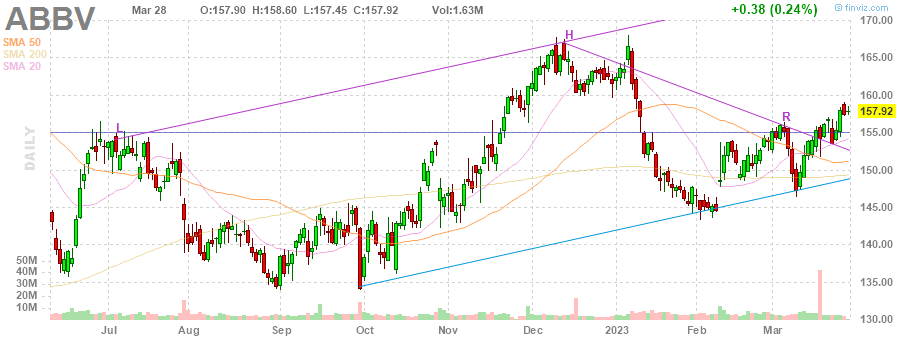 ABBV
Mar 28 O:157.90 H:158.60 L:157.45 C:157.92 Vol:1.63M
+0.38 (0.24%)
© finviz.com
SMA 50
SMA 200
SMA 20
DAILY
L
H
R
170.00
165.00
160.00
157.92
155.00
150.00
145.00
140.00
135.00
130.00
50M
40M
30M
20M
10M
Jul Aug Sep Oct Nov Dec 2023 Feb Mar